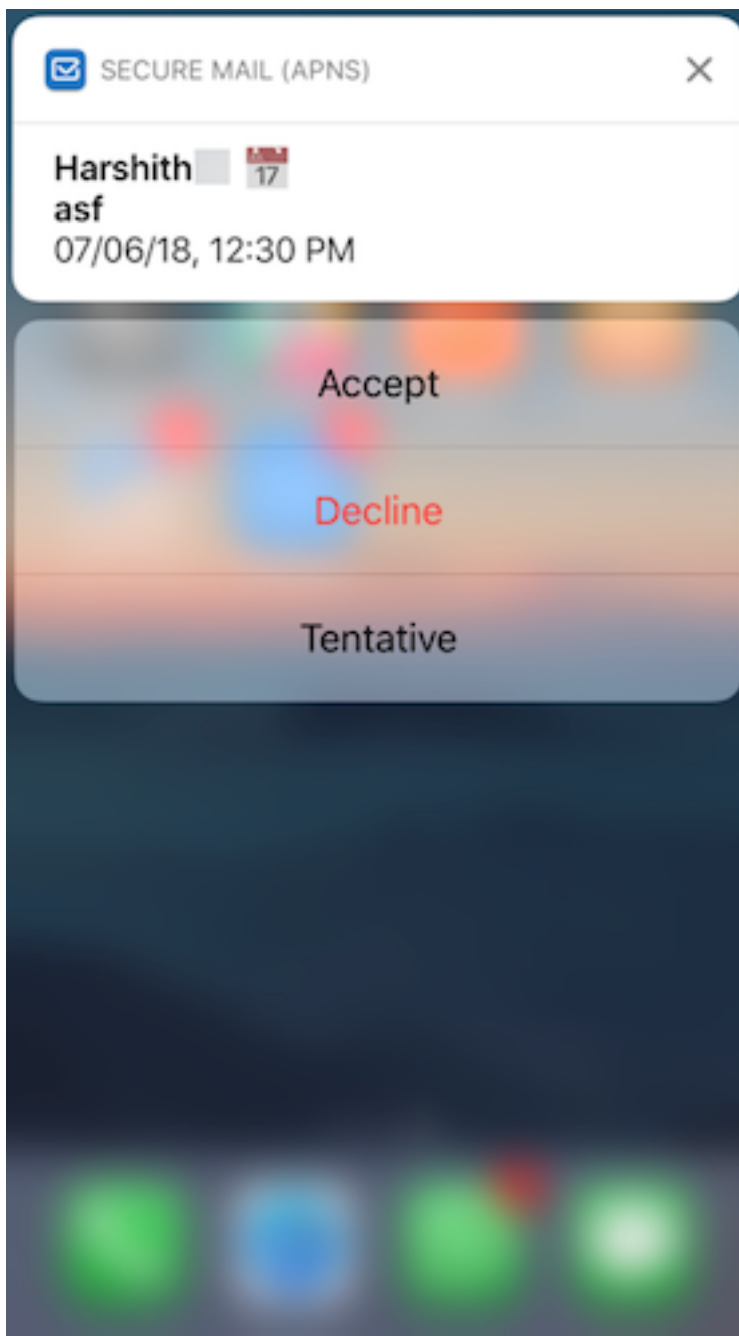 SECURE MAIL (APNS)
Harshith 17
asf
07/06/18, 12:30 PM
Accept
Decline
Tentative